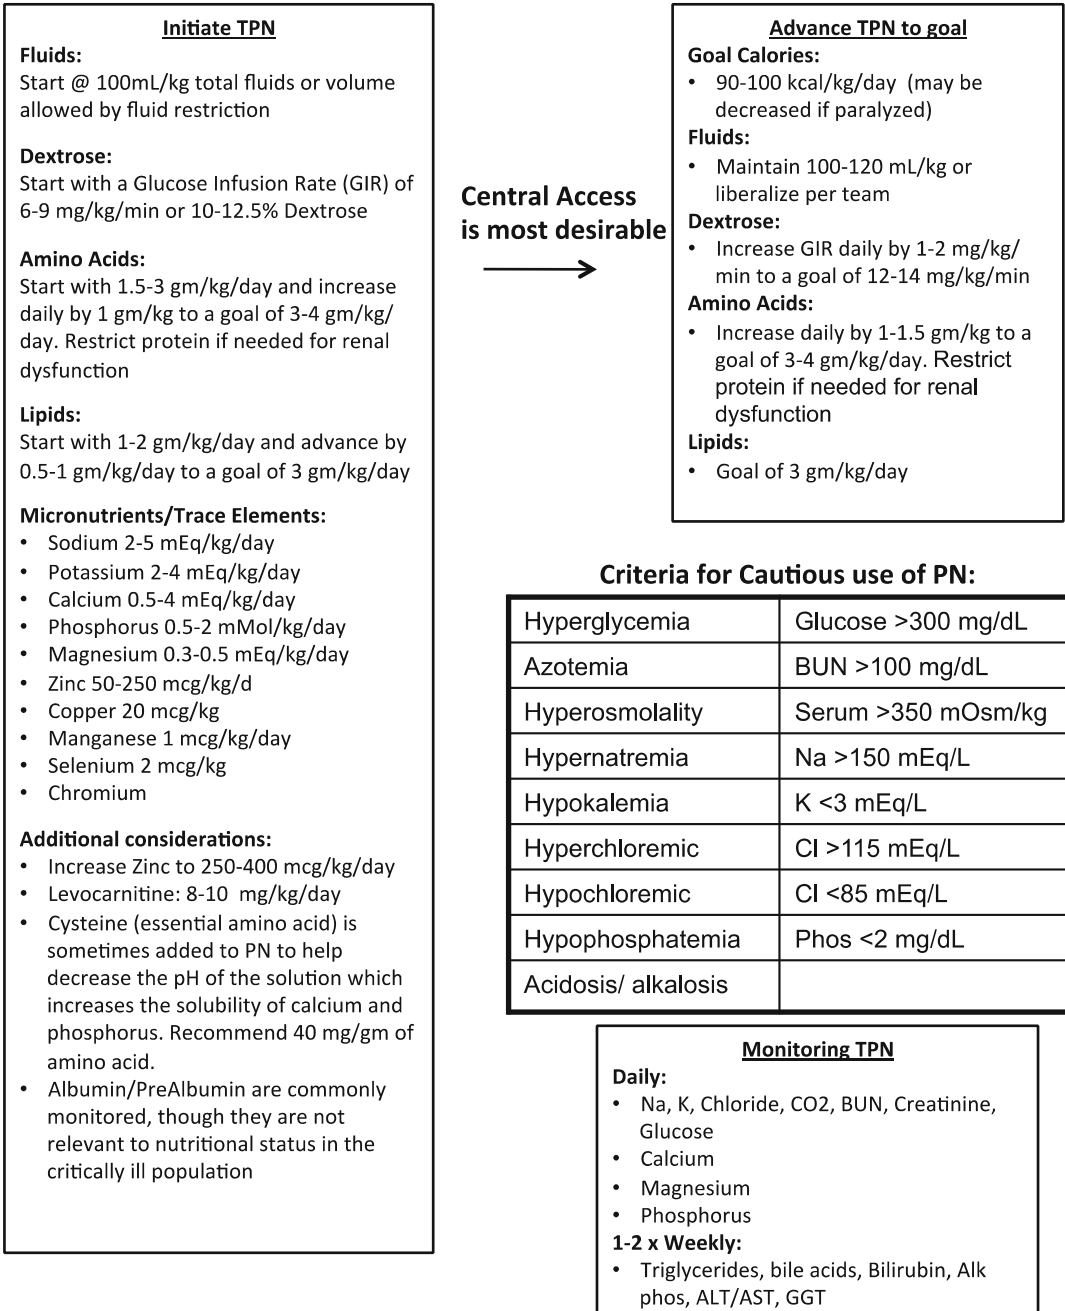 Initiate TPN
Fluids:
Start @ 100mL/kg total fluids or volume
allowed by fluid restriction
Dextrose:
Start with a Glucose Infusion Rate (GIR) of
6-9 mg/kg/min or 10-12.5% Dextrose
Amino Acids:
Start with 1.5-3 gm/kg/day and increase
daily by 1 gm/kg to a goal of 3-4 gm/kg/
day. Restrict protein if needed for renal
dysfunction
Lipids:
Start with 1-2 gm/kg/day and advance by
0.5-1 gm/kg/day to a goal of 3 gm/kg/day
Micronutrients/Trace Elements:
• Sodium 2-5 mEq/kg/day
• Potassium 2-4 mEq/kg/day
• Calcium 0.5-4 mEq/kg/day
• Phosphorus 0.5-2 mMol/kg/day
• Magnesium 0.3-0.5 mEq/kg/day
• Zinc 50-250 mcg/kg/d
• Copper 20 mcg/kg
• Manganese 1 mcg/kg/day
• Selenium 2 mcg/kg
• Chromium
Additional considerations:
• Increase Zinc to 250-400 mcg/kg/day
• Levocarnitine: 8-10 mg/kg/day
• Cysteine (essential amino acid) is
sometimes added to PN to help
decrease the pH of the solution which
increases the solubility of calcium and
phosphorus. Recommend 40 mg/gm of
amino acid.
• Albumin/PreAlbumin are commonly
monitored, though they are not
relevant to nutritional status in the
critically ill population
Central Access
is most desirable
Advance TPN to goal
Goal Calories:
• 90-100 kcal/kg/day (may be
decreased if paralyzed)
Fluids:
• Maintain 100-120 mL/kg or
liberalize per team
Dextrose:
• Increase GIR daily by 1-2 mg/kg/
min to a goal of 12-14 mg/kg/min
Amino Acids:
• Increase daily by 1-1.5 gm/kg to a
goal of 3-4 gm/kg/day. Restrict
protein if needed for renal
dysfunction
Lipids:
• Goal of 3 gm/kg/day
Criteria for Cautious use of PN:
Hyperglycemia Glucose >300 mg/dL
Azotemia BUN >100 mg/dL
Hyperosmolality Serum >350 mOsm/kg
Hypernatremia Na >150 mEq/L
Hypokalemia K <3 mEq/L
Hyperchloremic Cl >115 mEq/L
Hypochloremic Cl <85 mEq/L
Hypophosphatemia Phos <2 mg/dL
Acidosis/ alkalosis
Monitoring TPN
Daily:
• Na, K, Chloride, CO2, BUN, Creatinine,
Glucose
• Calcium
• Magnesium
• Phosphorus
1-2 x Weekly:
• Triglycerides, bile acids, Bilirubin, Alk
phos, ALT/AST, GGT